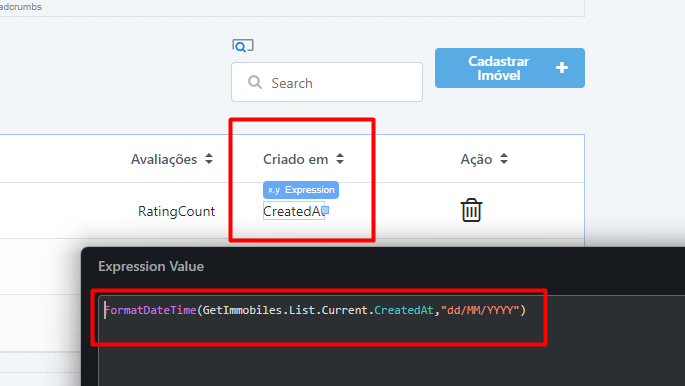 adcrumbs
Cadastrar
Imóvel
Search
Avaliações
Criado em
Ação
x.y Expression
RatingCount
CreatedAt
Expression Value
FormatDateTime(GetImmobiles.List.Current.CreatedAt,"dd/MM/YYYY")